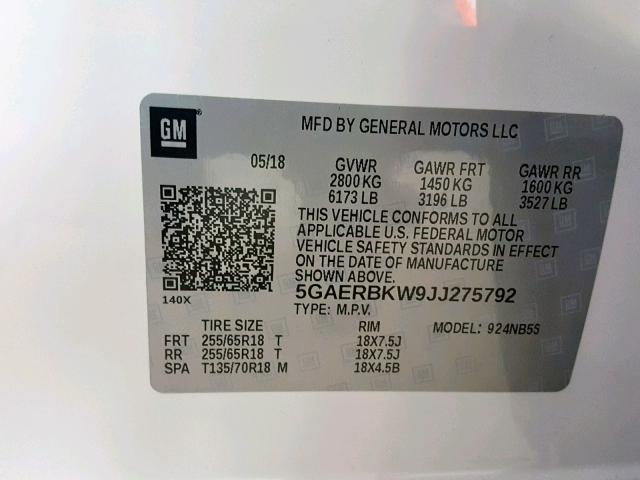 GM
MFD BY GENERAL MOTORS LLC
05/18 GVWR GAWR FRT GAWR RR
2800 KG 1450 KG 1600 KG
6173 LB 3196 LB 3527 LB
THIS VEHICLE CONFORMS TO ALL
APPLICABLE U.S. FEDERAL MOTOR
VEHICLE SAFETY STANDARDS IN EFFECT
ON THE DATE OF MANUFACTURE
SHOWN ABOVE.
140X
5GAERBKW9JJ275792
TYPE: M.P.V.
TIRE SIZE RIM MODEL: 924NB5S
FRT 255/65R18 T 18X7.5J
RR 255/65R18 T 18X7.5J
SPA T135/70R18 M 18X4.5B